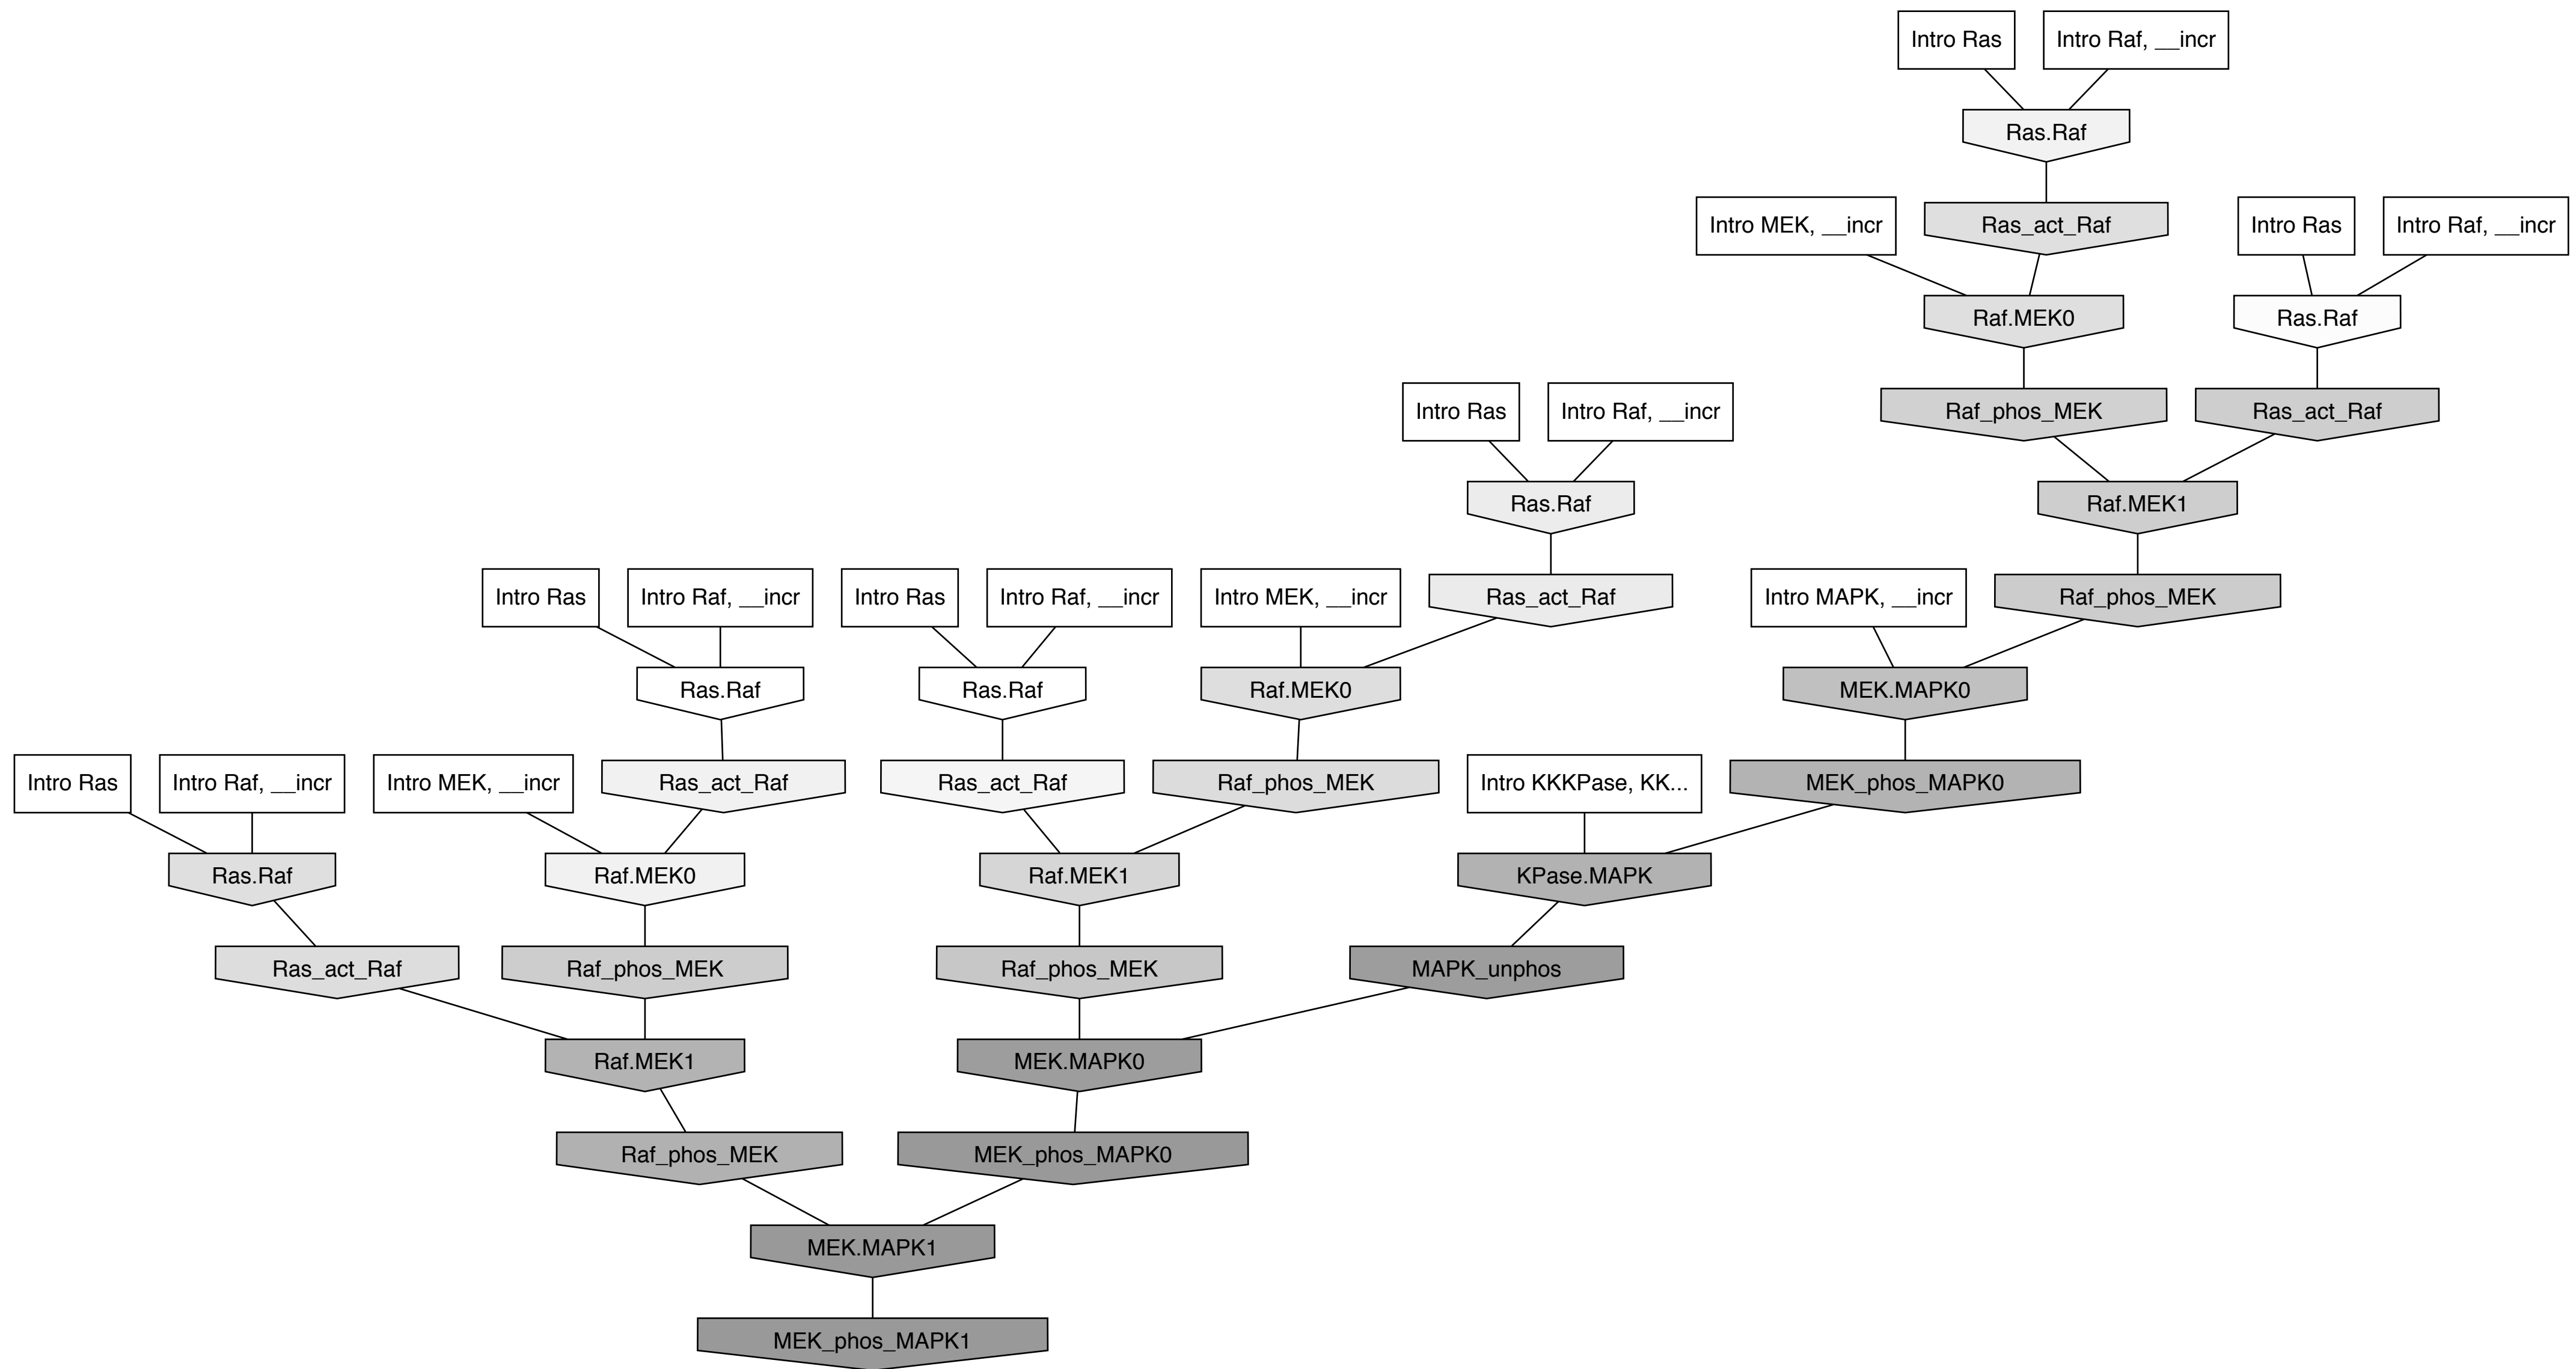 Intro Ras
Intro Raf, __incr
Ras.Raf
Intro MEK, __incr
Ras_act_Raf
Intro Ras
Intro Raf, __incr
Raf.MEK0
Ras.Raf
Intro Ras
Intro Raf, __incr
Raf_phos_MEK
Ras_act_Raf
Ras.Raf
Raf.MEK1
Intro Ras
Intro Raf, __incr
Intro Ras
Intro Raf, __incr
Intro MEK, __incr
Ras_act_Raf
Intro MAPK, __incr
Raf_phos_MEK
Ras.Raf
Ras.Raf
Raf.MEK0
MEK.MAPK0
Intro Ras
Intro Raf, __incr
Intro MEK, __incr
Ras_act_Raf
Ras_act_Raf
Raf_phos_MEK
Intro KKKPase, KK...
MEK_phos_MAPK0
Ras.Raf
Raf.MEK0
Raf.MEK1
KPase.MAPK
Ras_act_Raf
Raf_phos_MEK
Raf_phos_MEK
MAPK_unphos
Raf.MEK1
MEK.MAPK0
Raf_phos_MEK
MEK_phos_MAPK0
MEK.MAPK1
MEK_phos_MAPK1